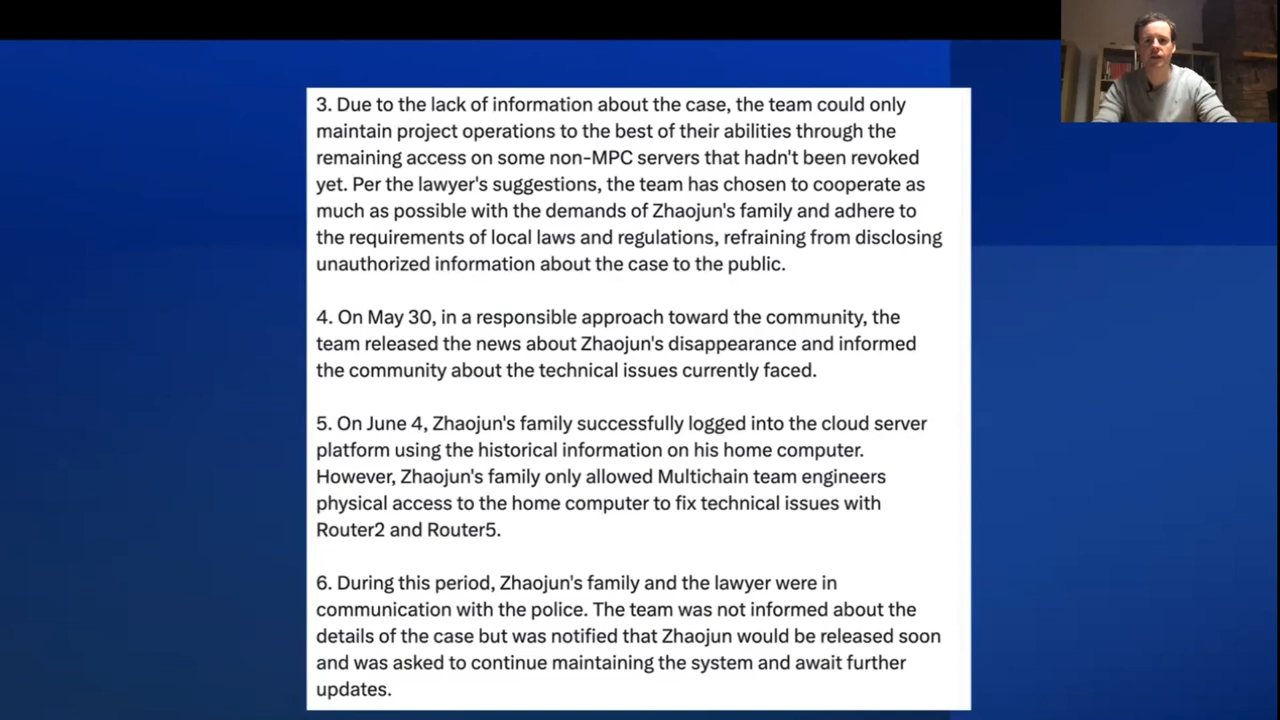 3. Due to the lack of information about the case, the team could only
maintain project operations to the best of their abilities through the
remaining access on some non-MPC servers that hadn't been revoked
yet. Per the lawyer's suggestions, the team has chosen to cooperate as
much as possible with the demands of Zhaojun's family and adhere to
the requirements of local laws and regulations, refraining from disclosing
unauthorized information about the case to the public.
4. On May 30, in a responsible approach toward the community, the
team released the news about Zhaojun's disappearance and informed
the community about the technical issues currently faced.
5. On June 4, Zhaojun's family successfully logged into the cloud server
platform using the historical information on his home computer.
However, Zhaojun's family only allowed Multichain team engineers
physical access to the home computer to fix technical issues with
Router2 and Router5.
6. During this period, Zhaojun's family and the lawyer were in
communication with the police. The team was not informed about the
details of the case but was notified that Zhaojun would be released soon
and was asked to continue maintaining the system and await further
updates.